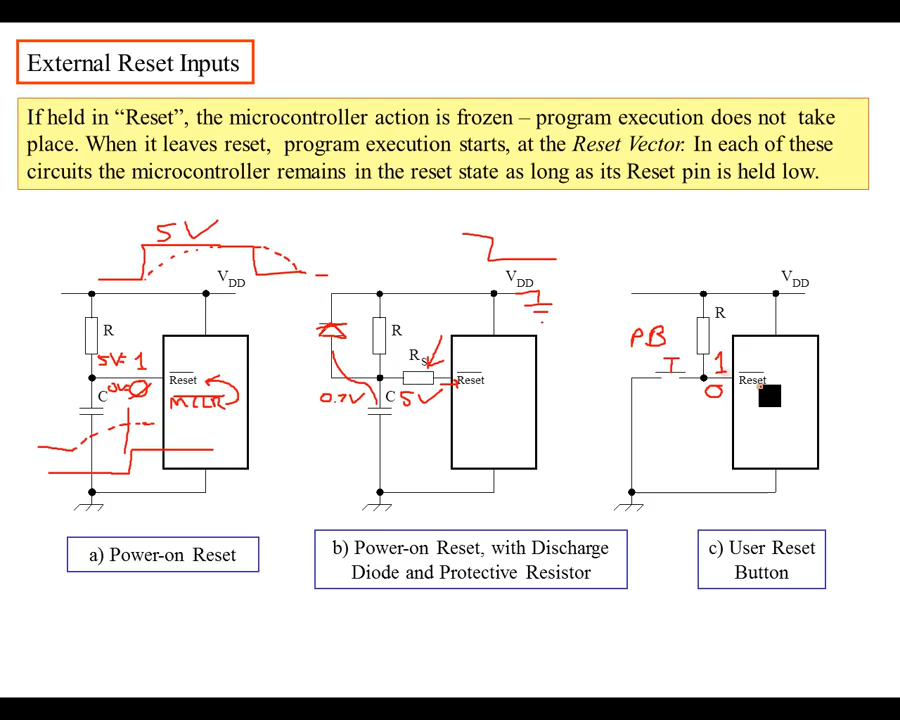 External Reset Inputs
If held in “Reset”, the microcontroller action is frozen – program execution does not take
place. When it leaves reset, program execution starts, at the Reset Vector. In each of these
circuits the microcontroller remains in the reset state as long as its Reset pin is held low.
5V
VDD
R
5V=1
Reset
C
0V=0
MCLR
VDD
R
RS
Reset
0.7V
C
5V
VDD
R
PB
1
Reset
0
a) Power-on Reset
b) Power-on Reset, with Discharge
Diode and Protective Resistor
c) User Reset
Button